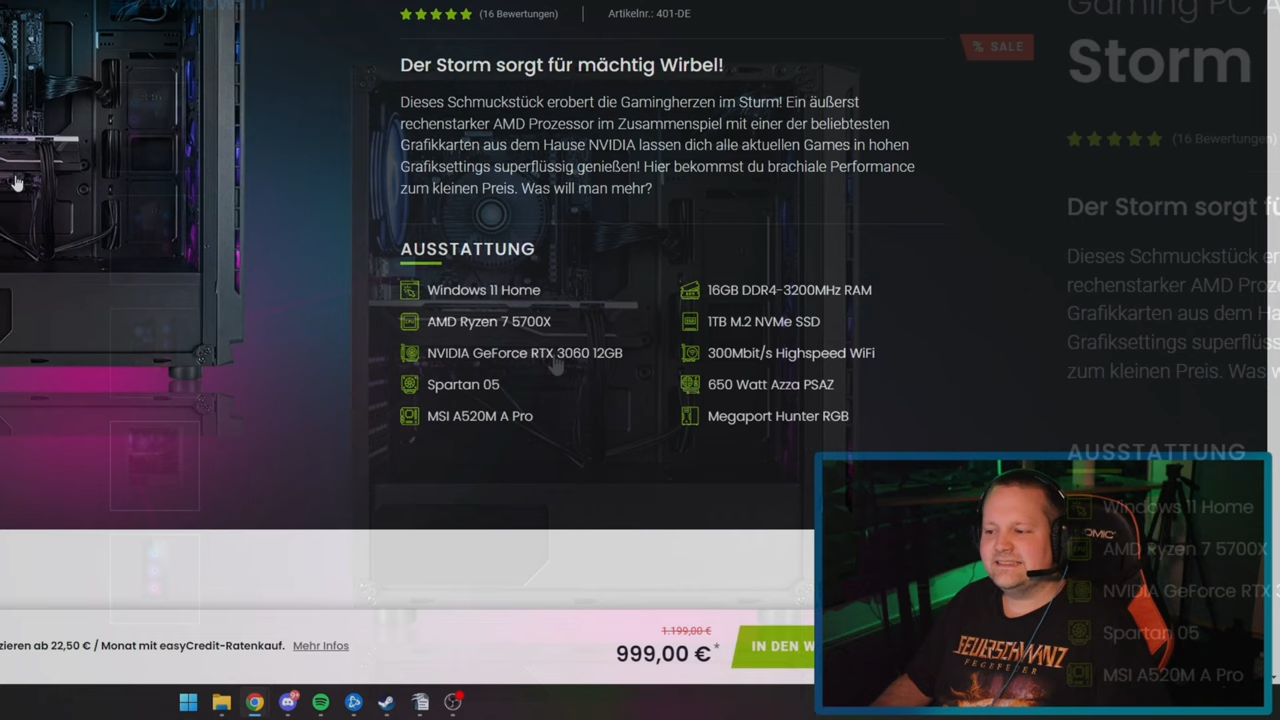 (16 Bewertungen)
Artikelnr.: 401-DE
Der Storm sorgt für mächtig Wirbel!
Dieses Schmuckstück erobert die Gamingherzen im Sturm! Ein äußerst
rechenstarker AMD Prozessor im Zusammenspiel mit einer der beliebtesten
Grafikkarten aus dem Hause NVIDIA lassen dich alle aktuellen Games in hohen
Grafiksettings superflüssig genießen! Hier bekommst du brachiale Performance
zum kleinen Preis. Was will man mehr?
AUSSTATTUNG
Windows 11 Home
AMD Ryzen 7 5700X
NVIDIA GeForce RTX 3060 12GB
Spartan 05
MSI A520M A Pro
16GB DDR4-3200MHz RAM
1TB M.2 NVMe SSD
300Mbit/s Highspeed WiFi
650 Watt Azza PSAZ
Megaport Hunter RGB
Gaming PC
% SALE
Storm
(16 Bewertungen)
Der Storm sorgt
Dieses Schmuckstück
rechenstarker AMD
Grafikkarten aus dem
Grafiksettings
zum kleinen Preis. Was
AUSSTATTUNG
Windows 11 Home
AMD Ryzen 7 5700X
NVIDIA GeForce RTX
Spartan 05
MSI A520M A Pro
FEUERSCHWANZ
FEGEFEUER
zieren ab 22,50 € / Monat mit easyCredit-Ratenkauf. Mehr Infos
1.199,00 €
999,00 €*
IN DEN W